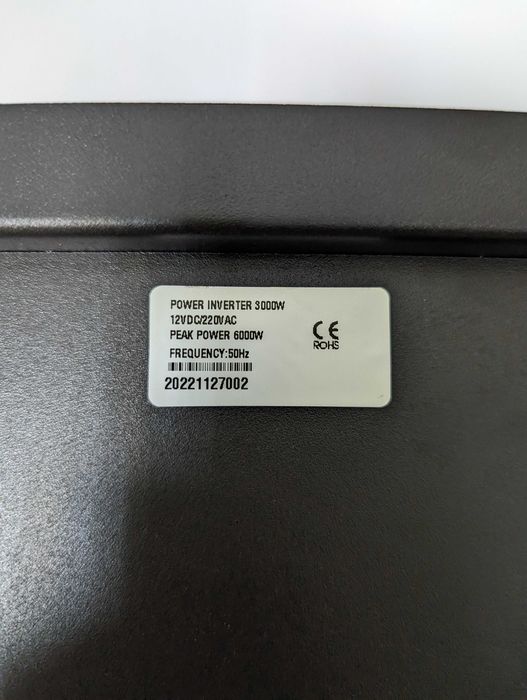 POWER INVERTER 3000W
12VDC/220VAC
PEAK POWER 6000W
FREQUENCY:50Hz
20221127002
CE
ROHS